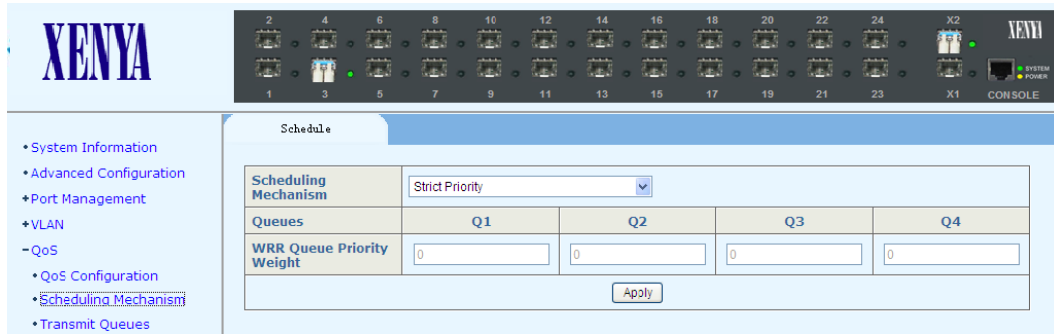 XENYA
2 4 6 8 10 12 14 16 18 20 22 24 X2
XENYA
SYSTEM
POWER
1 3 5 7 9 11 13 15 17 19 21 23 X1 CONSOLE
Schedule
System Information
Advanced Configuration
Port Management
VLAN
QoS
QoS Configuration
Scheduling Mechanism
Transmit Queues
Scheduling
Mechanism
Strict Priority
Queues Q1 Q2 Q3 Q4
WRR Queue Priority
Weight
0 0 0 0
Apply